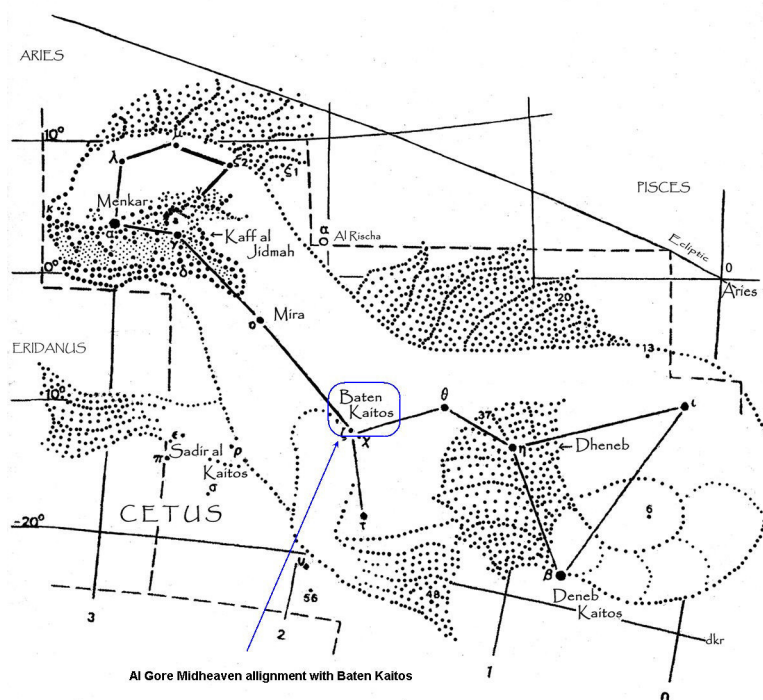 ARIES
10°
λ
μ
ξ2
ξ1
PISCES
γ
Menkar
α
Kaff al
Jidmah
δ
0°
α
Al Rischa
Ecliptic
0
Aries
20
13
Mira
ο
ERIDANUS
10°
Baten
Kaitos
ζ
χ
θ
37
η
Dheneb
ι
ε
π
Sadir al
Kaitos
ρ
σ
CETUS
τ
6
-20°
υ
56
48
β
Deneb
Kaitos
dkr
3
2
1
0
Al Gore Midheaven allignment with Baten Kaitos